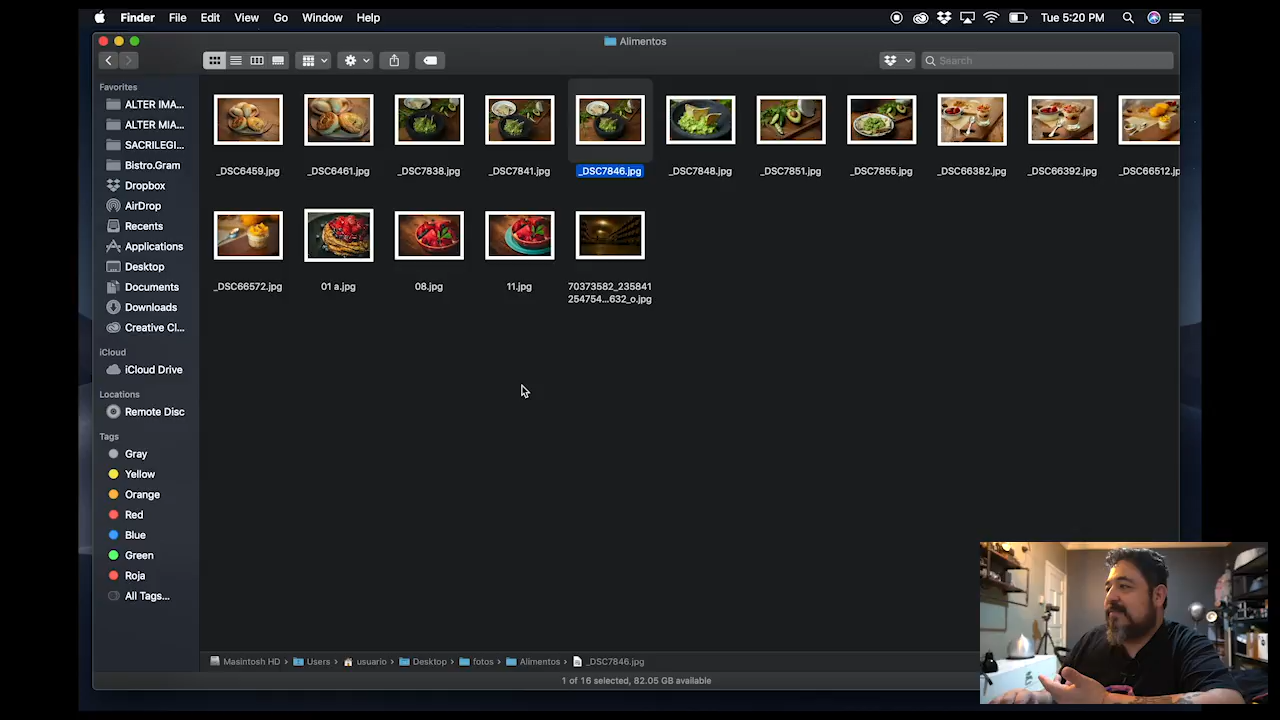 Finder File Edit View Go Window Help Tue 5:20 PM
Alimentos
Search
Favorites
ALTER IMA...
ALTER MIA...
SACRILEGI...
Bistro.Gram
Dropbox
AirDrop
Recents
Applications
Desktop
Documents
Downloads
Creative Cl...
iCloud
iCloud Drive
Locations
Remote Disc
Tags
Gray
Yellow
Orange
Red
Blue
Green
Roja
All Tags...
_DSC6459.jpg _DSC6461.jpg _DSC7838.jpg _DSC7841.jpg _DSC7846.jpg _DSC7848.jpg _DSC7851.jpg _DSC7855.jpg _DSC66382.jpg _DSC66392.jpg _DSC66512.jp
_DSC66572.jpg 01 a.jpg 08.jpg 11.jpg 70373582_235841
254754...632_o.jpg
Masintosh HD › Users › usuario › Desktop › fotos › Alimentos › _DSC7846.jpg
1 of 16 selected, 82.05 GB available